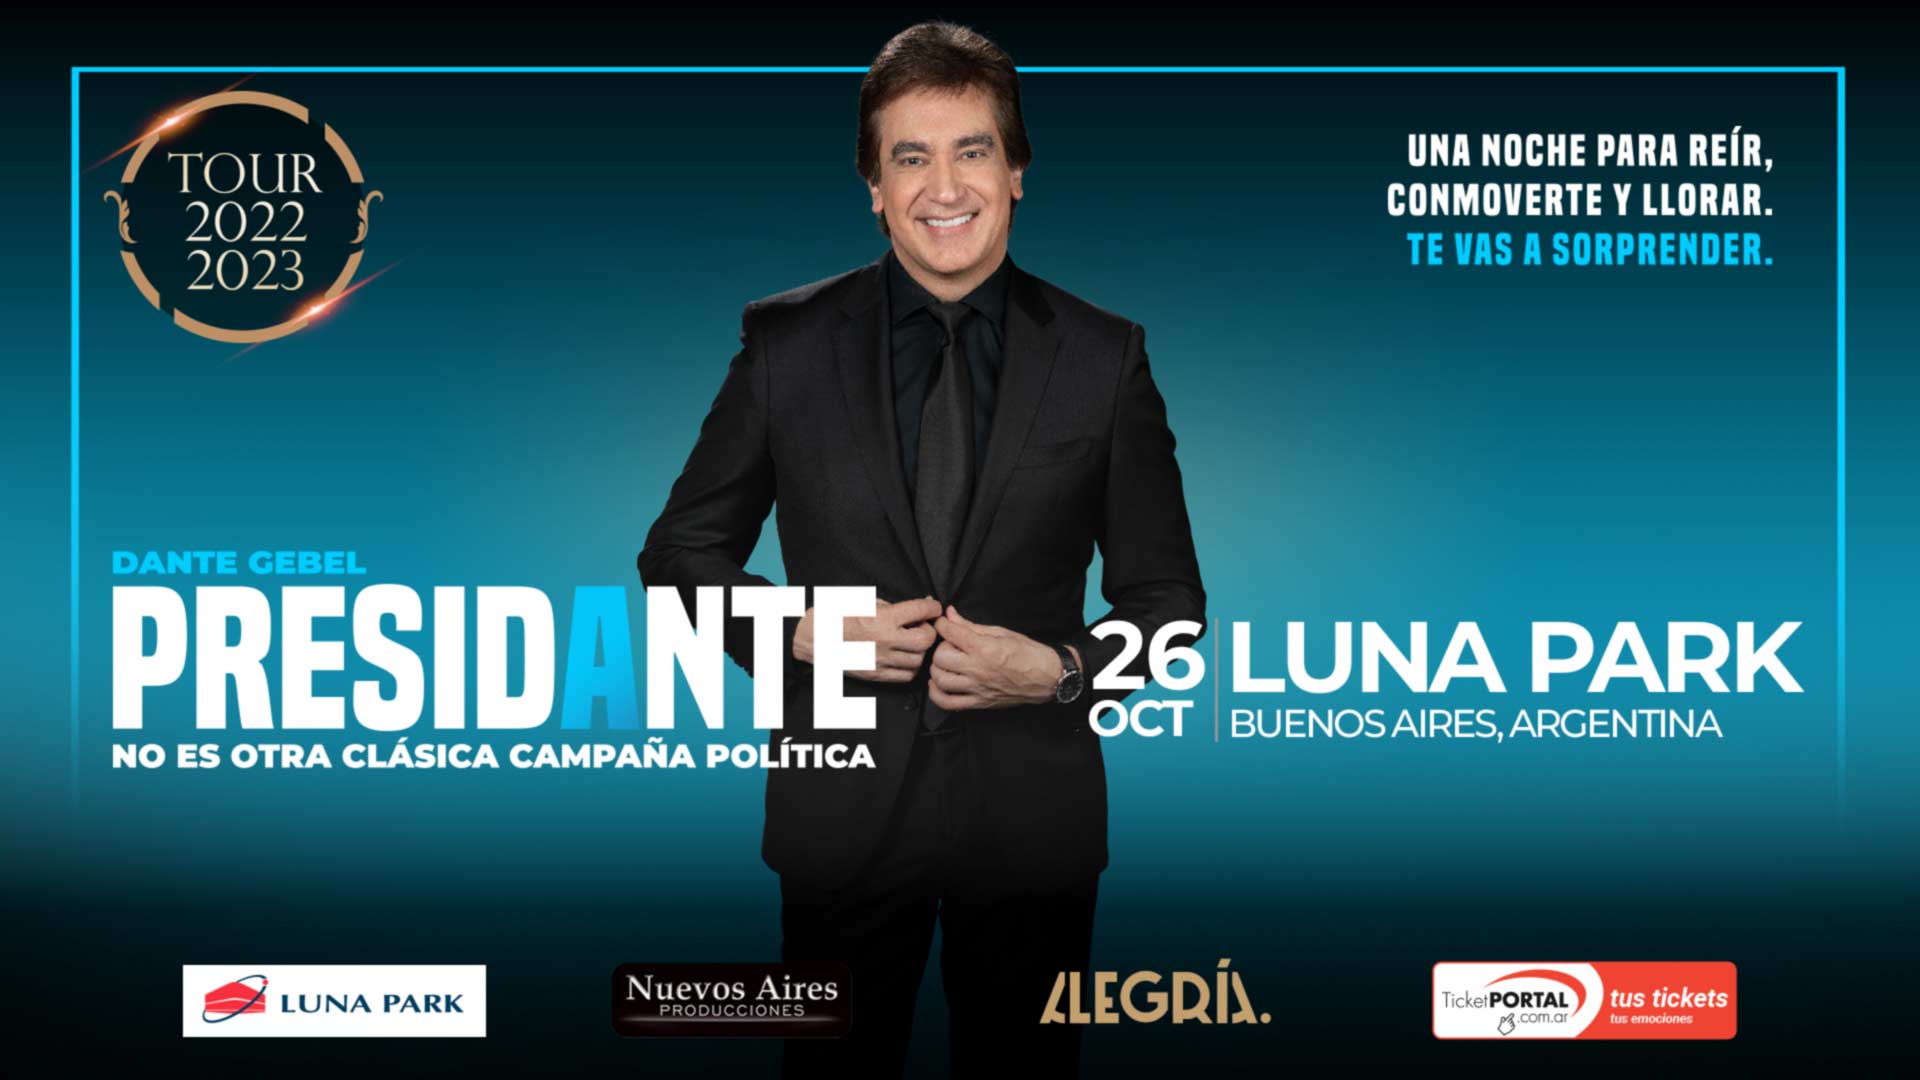 TOUR
2022
2023
UNA NOCHE PARA REÍR,
CONMOVERTE Y LLORAR.
TE VAS A SORPRENDER.
DANTE GEBEL
PRESIDANTE
NO ES OTRA CLÁSICA CAMPAÑA POLÍTICA
26
OCT
LUNA PARK
BUENOS AIRES, ARGENTINA
LUNA PARK
Nuevos Aires
PRODUCCIONES
ALEGRÍA.
TicketPORTAL
.com.ar
tus tickets
tus emociones